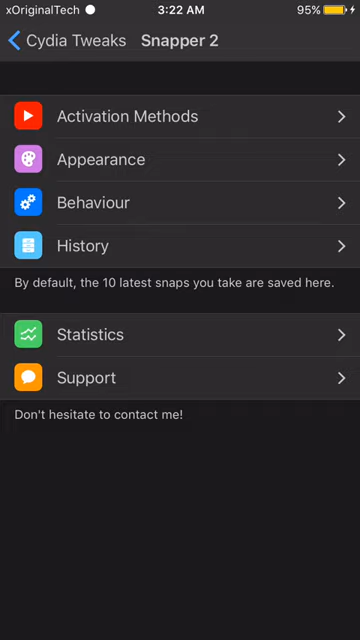 xOriginalTech 3:22 AM 95%
Cydia Tweaks Snapper 2
Activation Methods
Appearance
Behaviour
History
By default, the 10 latest snaps you take are saved here.
Statistics
Support
Don't hesitate to contact me!